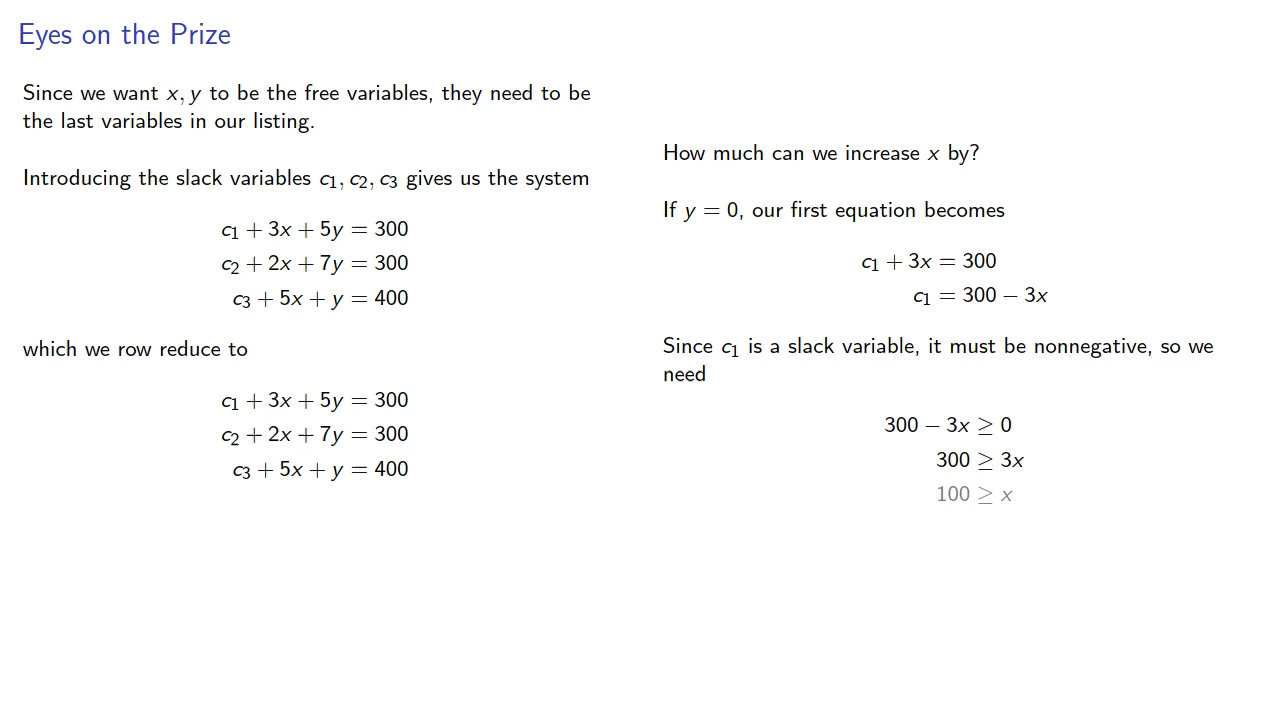 Eyes on the Prize
Since we want x, y to be the free variables, they need to be
the last variables in our listing.
Introducing the slack variables c₁, c₂, c₃ gives us the system
c₁ + 3x + 5y = 300
c₂ + 2x + 7y = 300
c₃ + 5x + y = 400
which we row reduce to
c₁ + 3x + 5y = 300
c₂ + 2x + 7y = 300
c₃ + 5x + y = 400
How much can we increase x by?
If y = 0, our first equation becomes
c₁ + 3x = 300
c₁ = 300 − 3x
Since c₁ is a slack variable, it must be nonnegative, so we
need
300 − 3x ≥ 0
300 ≥ 3x
100 ≥ x